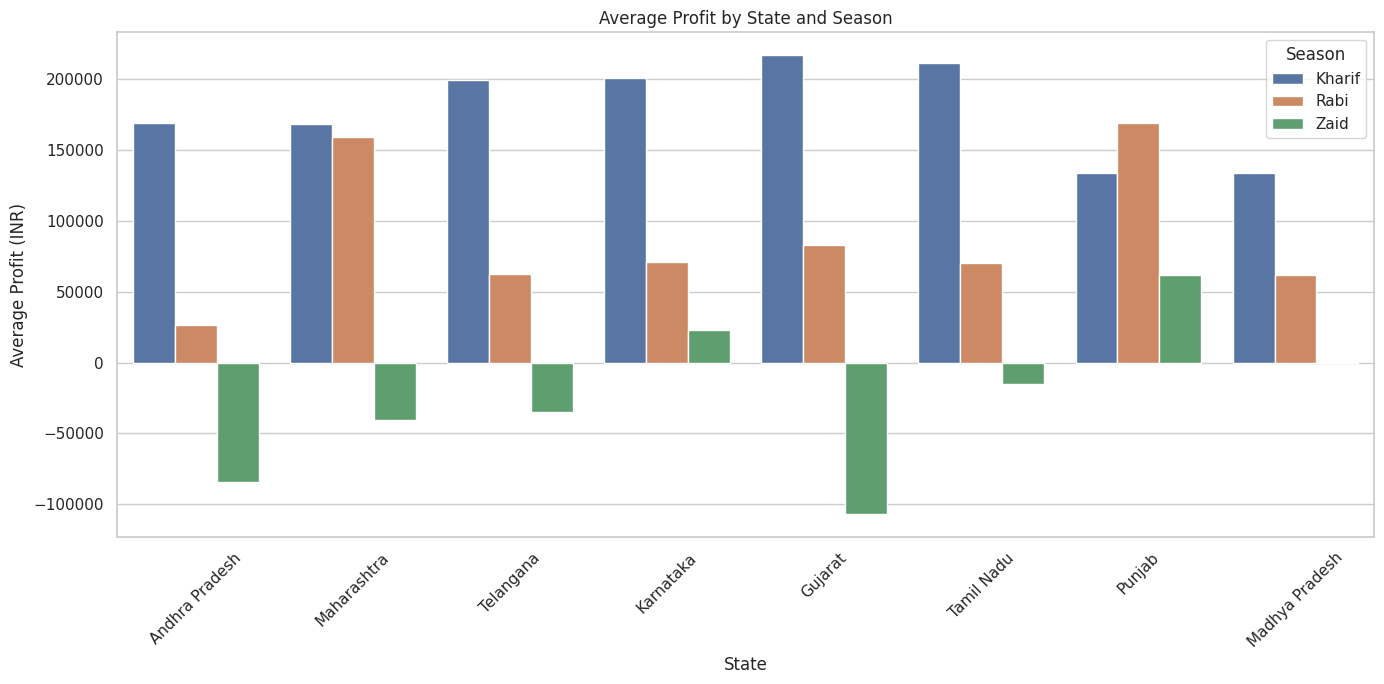 Average Profit by State and Season
Season
Kharif
Rabi
Zaid
Average Profit (INR)
200000
150000
100000
50000
0
−50000
−100000
Andhra Pradesh
Maharashtra
Telangana
Karnataka
Gujarat
Tamil Nadu
Punjab
Madhya Pradesh
State